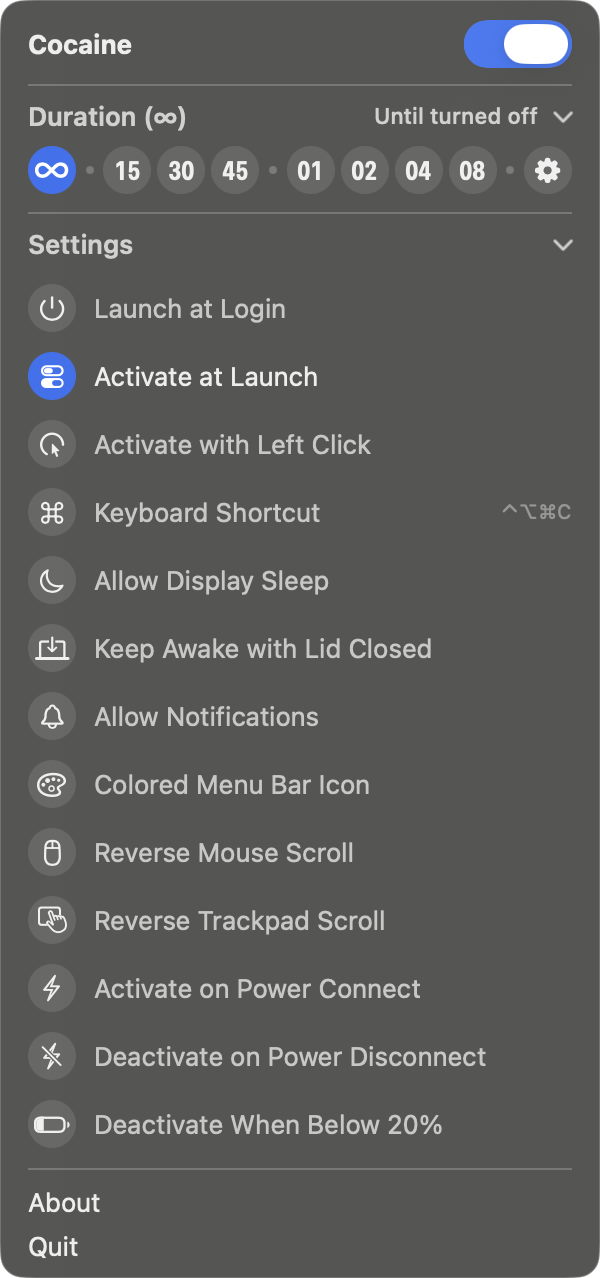 Cocaine
Duration (∞)
Until turned off
∞ • 15 30 45 • 01 02 04 08 •
Settings
Launch at Login
Activate at Launch
Activate with Left Click
Keyboard Shortcut ^⌥⌘C
Allow Display Sleep
Keep Awake with Lid Closed
Allow Notifications
Colored Menu Bar Icon
Reverse Mouse Scroll
Reverse Trackpad Scroll
Activate on Power Connect
Deactivate on Power Disconnect
Deactivate When Below 20%
About
Quit